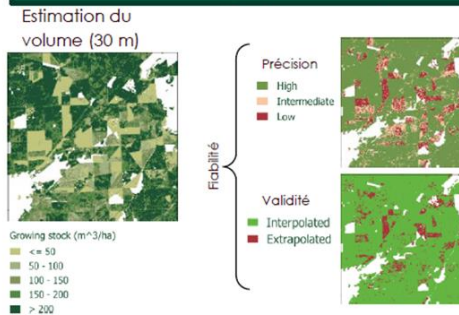 Estimation du
volume (30 m)
Growing stock (m^3/ha)
<= 50
50 - 100
100 - 150
150 - 200
> 200
Fiabilité
Précision
High
Intermediate
Low
Validité
Interpolated
Extrapolated